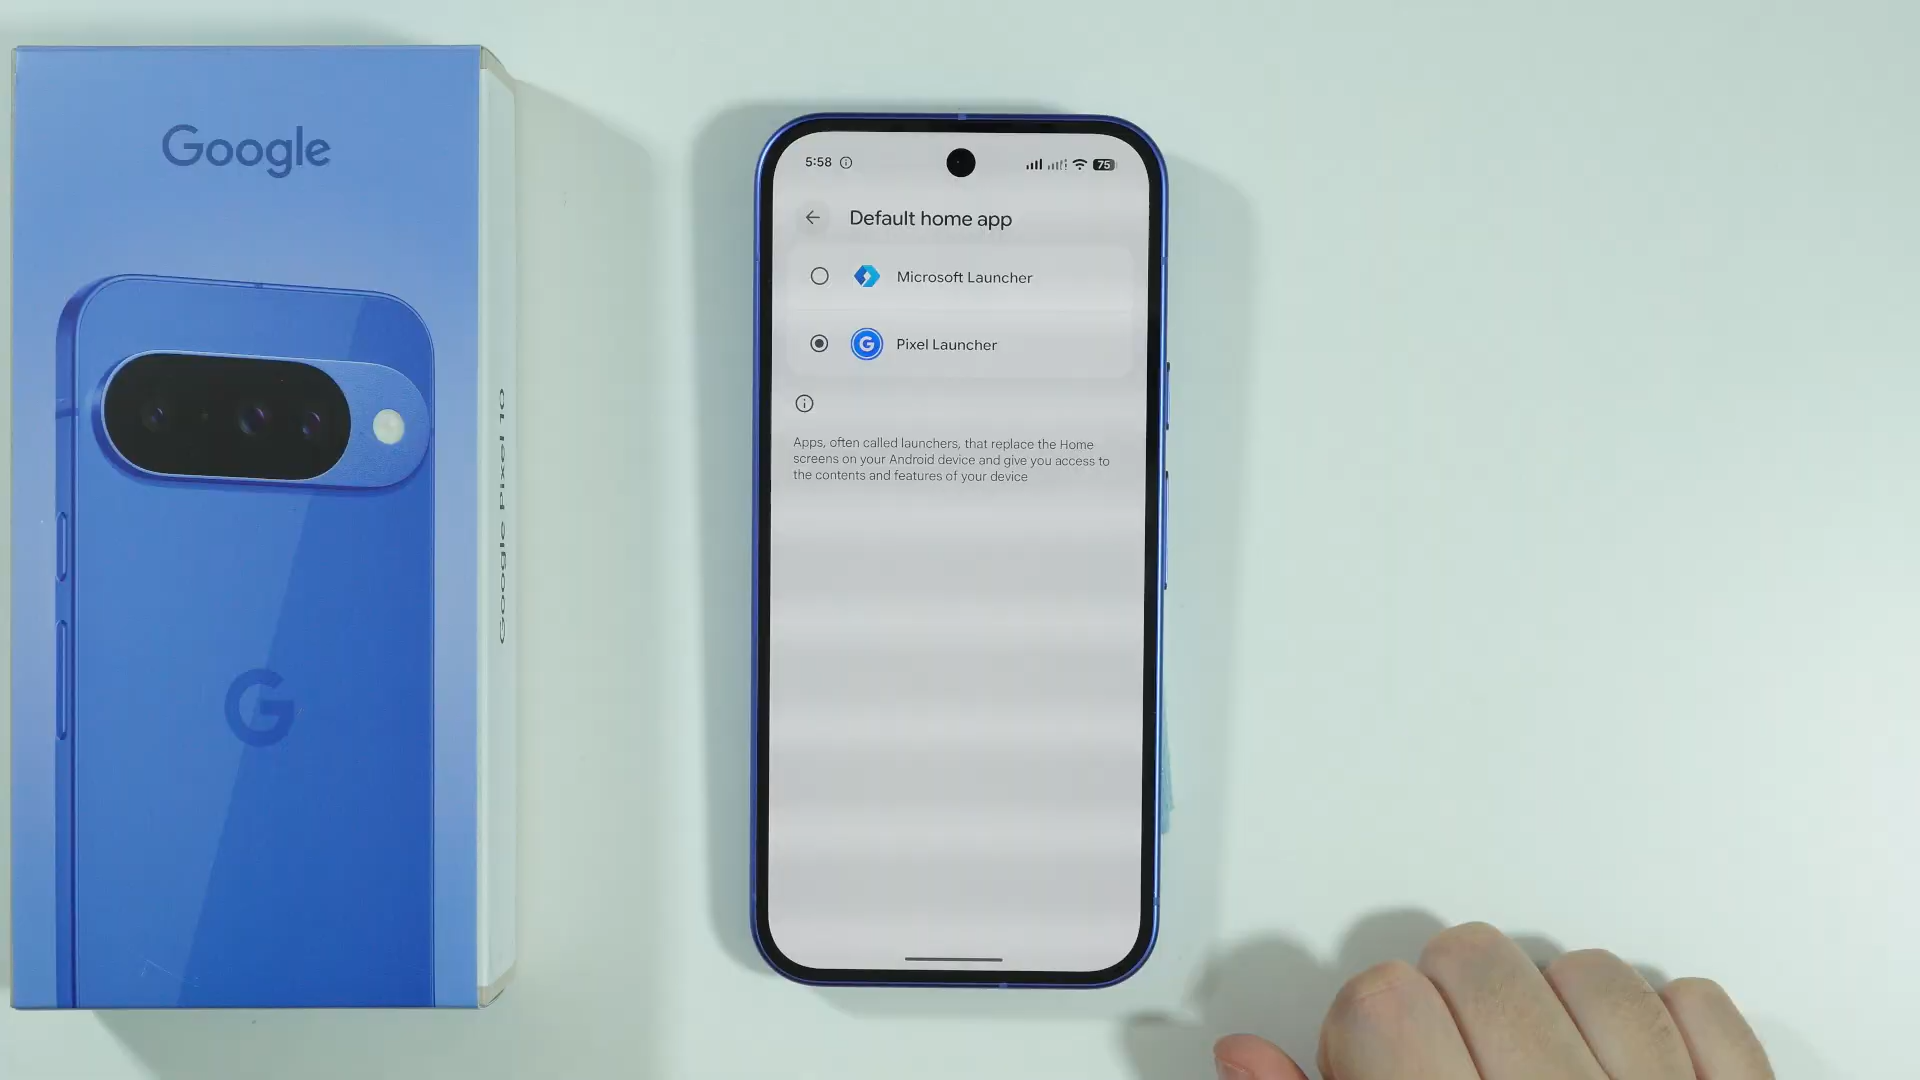 Google
Google Pixel 10
G
5:58
75
Default home app
Microsoft Launcher
G
Pixel Launcher
Apps, often called launchers, that replace the Home
screens on your Android device and give you access to
the contents and features of your device